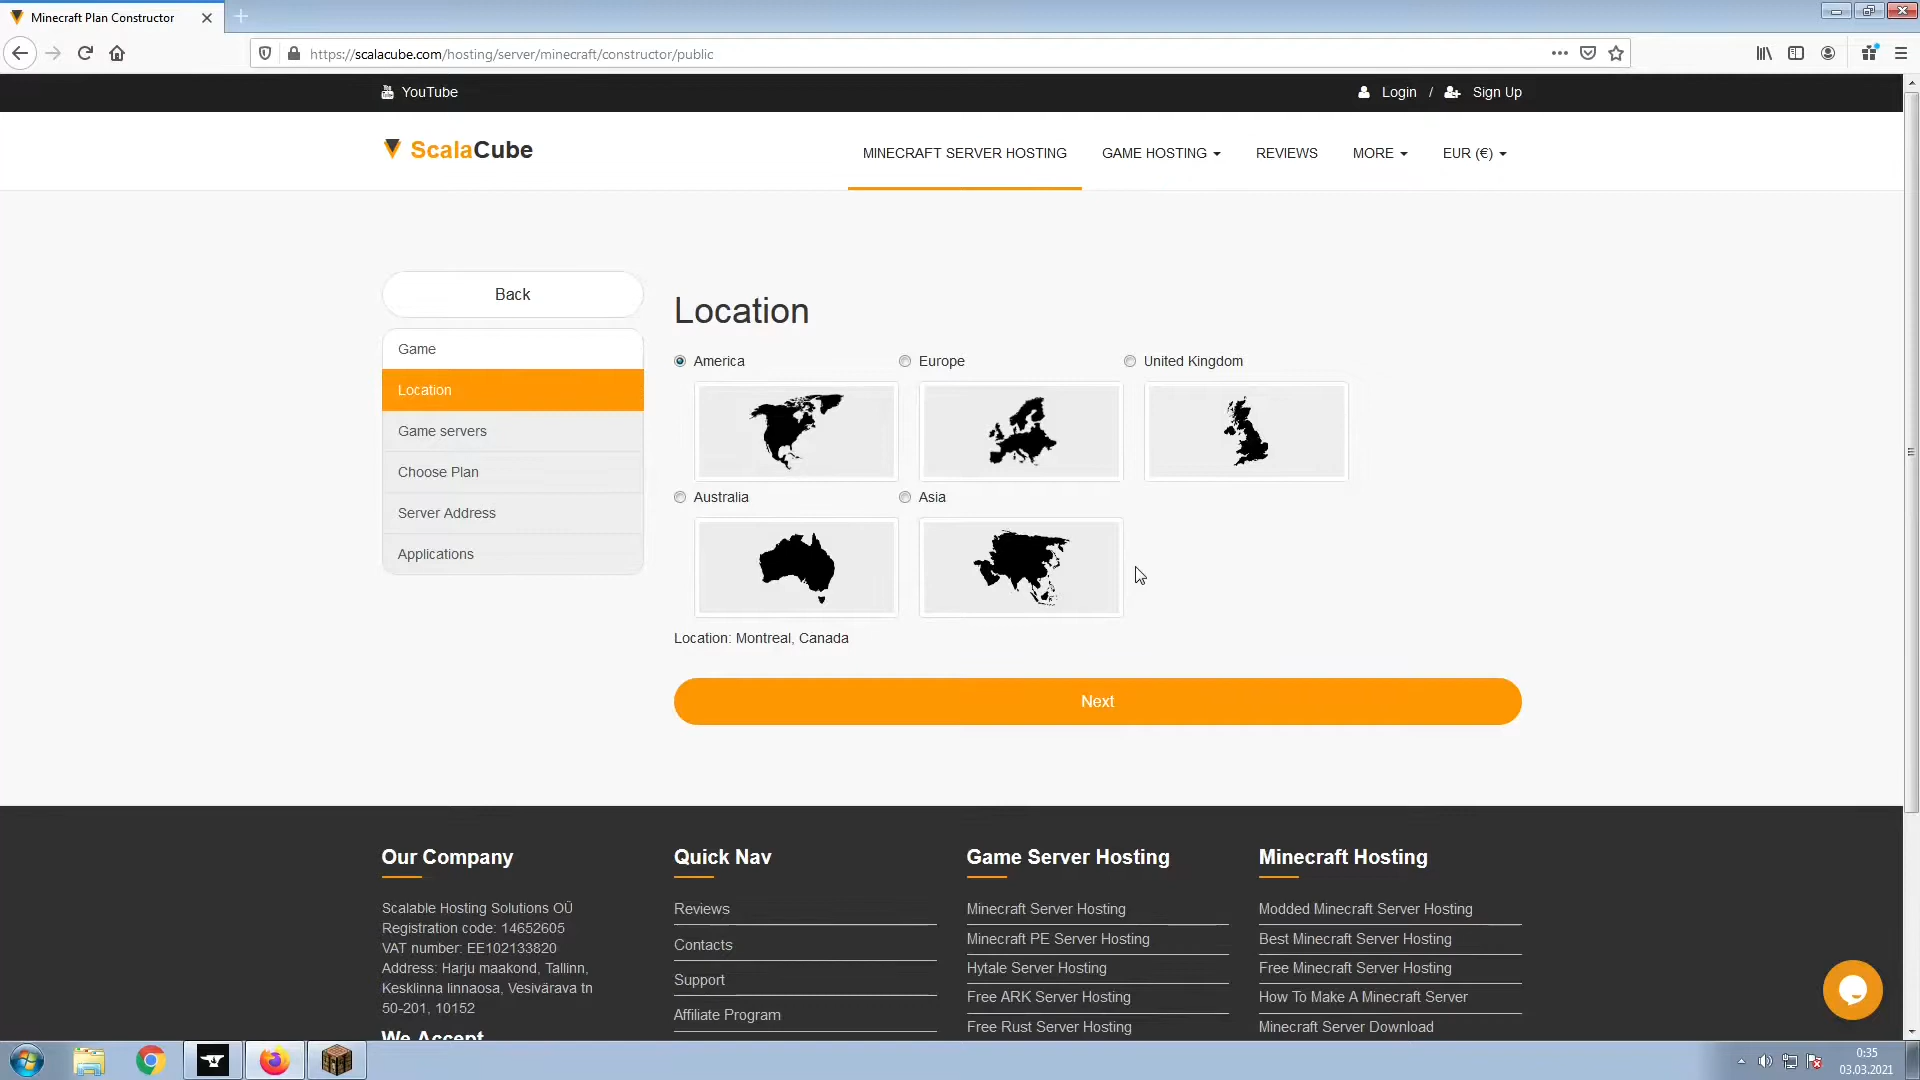 Minecraft Plan Constructor
https://scalacube.com/hosting/server/minecraft/constructor/public
YouTube
Login / Sign Up
ScalaCube
MINECRAFT SERVER HOSTING
GAME HOSTING
REVIEWS
MORE
EUR (€)
Back
Game
Location
Game servers
Choose Plan
Server Address
Applications
Location
America
Europe
United Kingdom
Australia
Asia
Location: Montreal, Canada
Next
Our Company
Scalable Hosting Solutions OÜ
Registration code: 14652605
VAT number: EE102133820
Address: Harju maakond, Tallinn,
Kesklinna linnaosa, Vesivärava tn
50-201, 10152
We Accept
Quick Nav
Reviews
Contacts
Support
Affiliate Program
Game Server Hosting
Minecraft Server Hosting
Minecraft PE Server Hosting
Hytale Server Hosting
Free ARK Server Hosting
Free Rust Server Hosting
Minecraft Hosting
Modded Minecraft Server Hosting
Best Minecraft Server Hosting
Free Minecraft Server Hosting
How To Make A Minecraft Server
Minecraft Server Download
0:35
03.03.2021